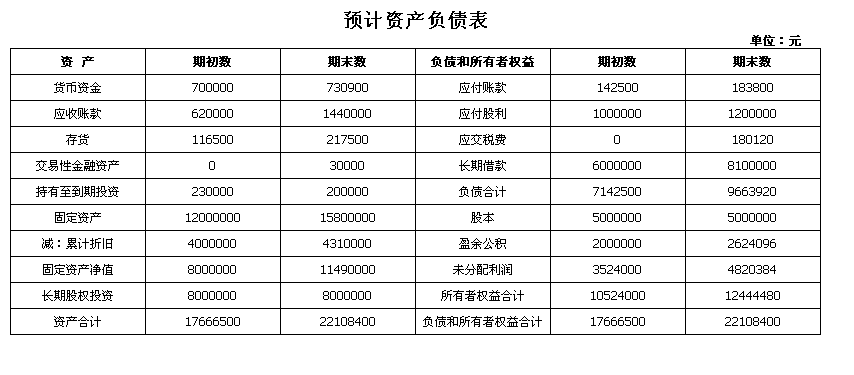 预计资产负债表
单位：元
资 产 期初数 期末数 负债和所有者权益 期初数 期末数
货币资金 700000 730900 应付账款 142500 183800
应收账款 620000 1440000 应付股利 1000000 1200000
存货 116500 217500 应交税费 0 180120
交易性金融资产 0 30000 长期借款 6000000 8100000
持有至到期投资 230000 200000 负债合计 7142500 9663920
固定资产 12000000 15800000 股本 5000000 5000000
减：累计折旧 4000000 4310000 盈余公积 2000000 2624096
固定资产净值 8000000 11490000 未分配利润 3524000 4820384
长期股权投资 8000000 8000000 所有者权益合计 10524000 12444480
资产合计 17666500 22108400 负债和所有者权益合计 17666500 22108400